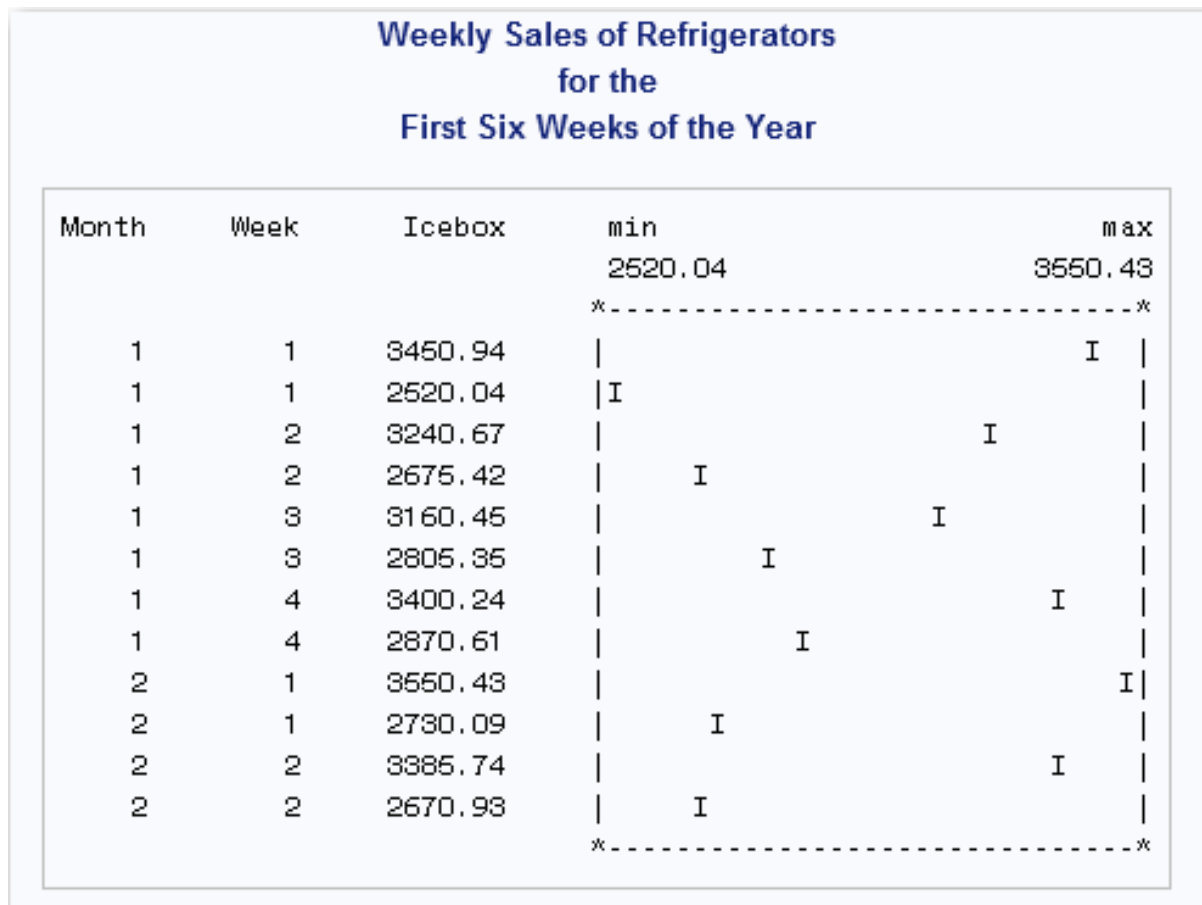 Weekly Sales of Refrigerators
for the
First Six Weeks of the Year
Month Week Icebox min max
2520.04 3550.43
*--------------------------------*
1 1 3450.94 | I |
1 1 2520.04 |I |
1 2 3240.67 | I |
1 2 2675.42 | I |
1 3 3160.45 | I |
1 3 2805.35 | I |
1 4 3400.24 | I |
1 4 2870.61 | I |
2 1 3550.43 | I|
2 1 2730.09 | I |
2 2 3385.74 | I |
2 2 2670.93 | I |
*--------------------------------*